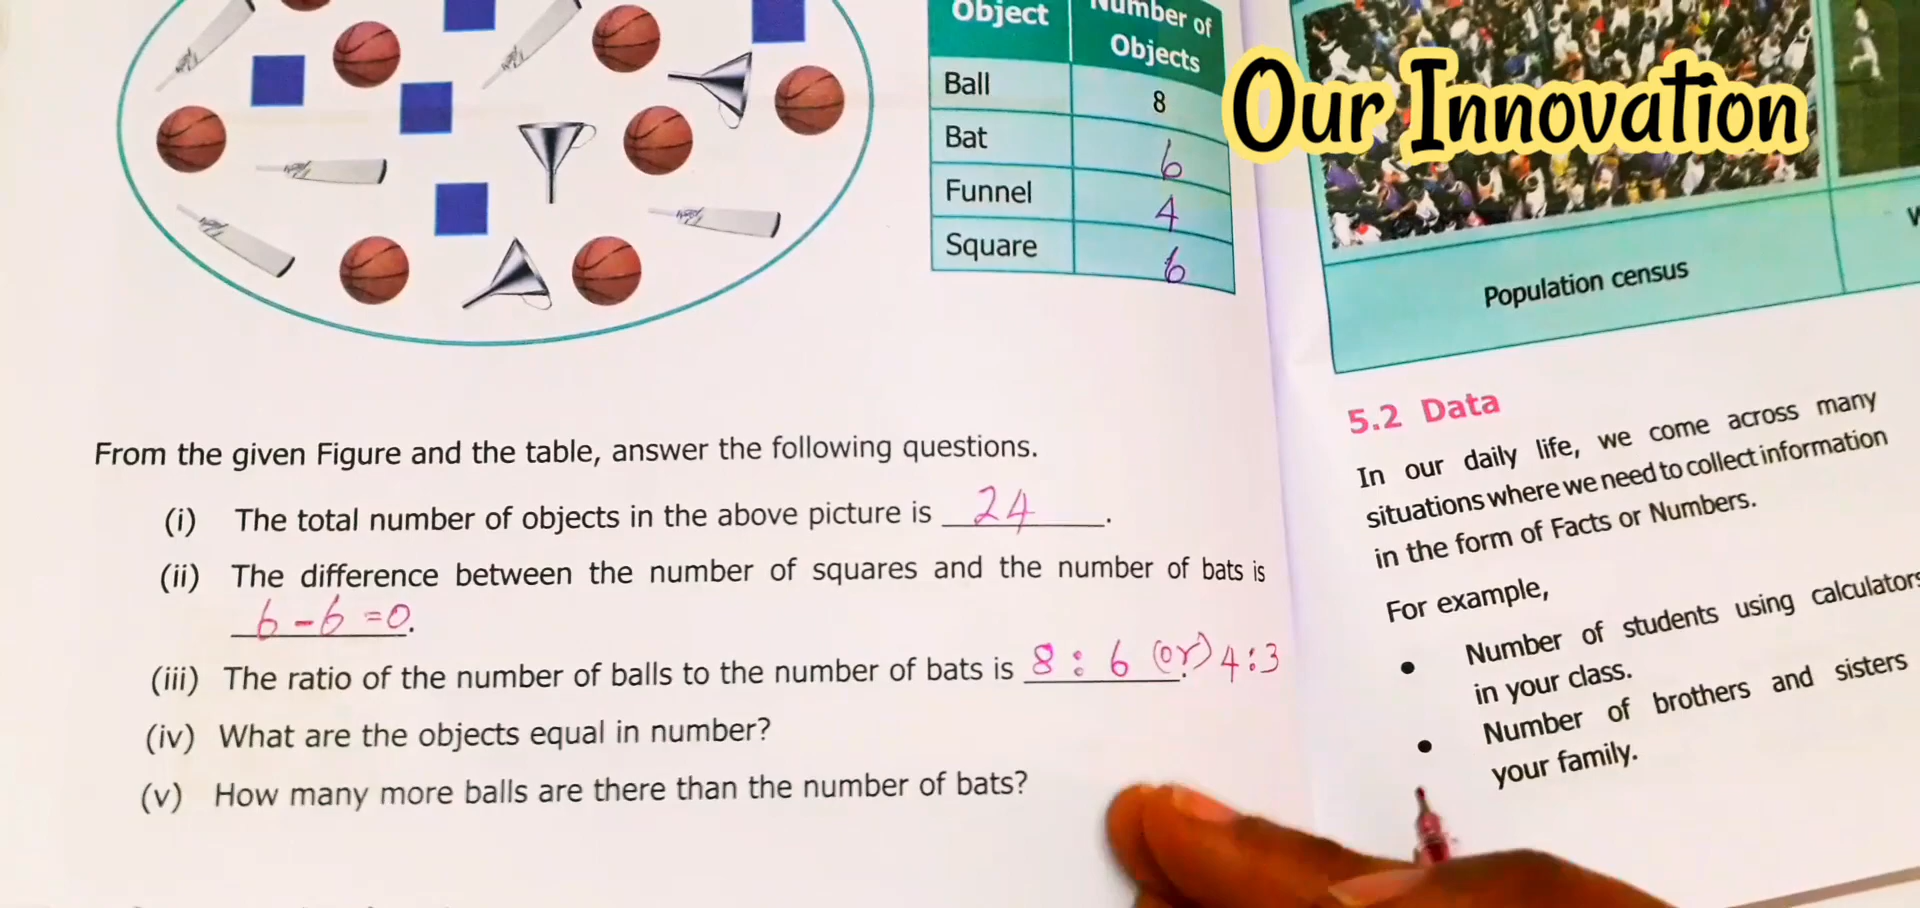 Object
Number of
Objects
Ball
8
Bat
6
Funnel
4
Square
6
Our Innovation
Population census
From the given Figure and the table, answer the following questions.
(i) The total number of objects in the above picture is 24.
(ii) The difference between the number of squares and the number of bats is
6 - 6 = 0.
(iii) The ratio of the number of balls to the number of bats is 8 : 6 (or) 4 : 3.
(iv) What are the objects equal in number?
(v) How many more balls are there than the number of bats?
5.2 Data
In our daily life, we come across many
situations where we need to collect information
in the form of Facts or Numbers.
For example,
• Number of students using calculators
in your class.
• Number of brothers and sisters
your family.